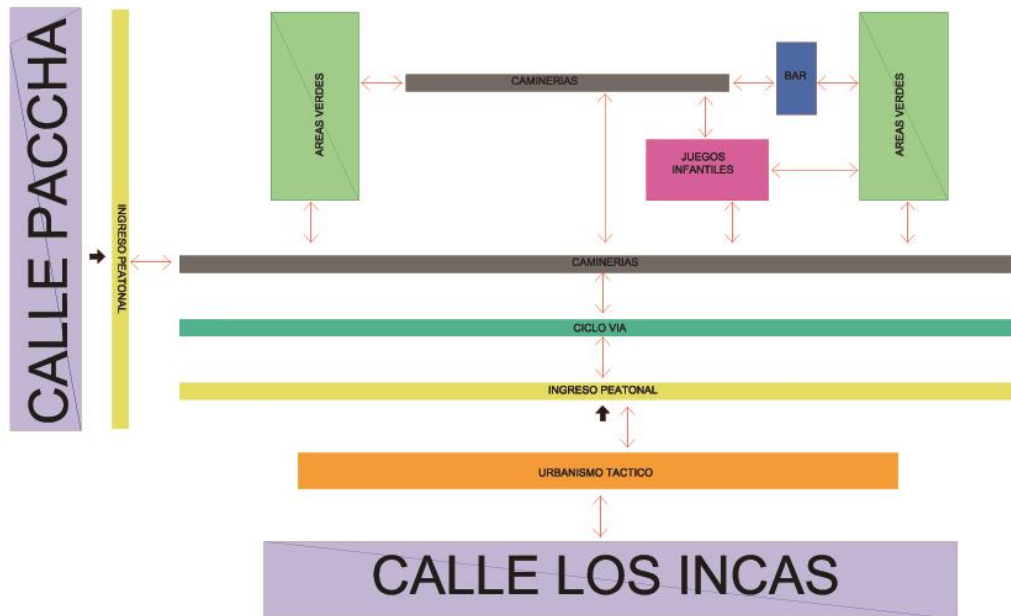 CALLE PACCHA
INGRESO PEATONAL
AREAS VERDES
CAMINERIAS
BAR
AREAS VERDES
JUEGOS
INFANTILES
CAMINERIAS
CICLO VIA
INGRESO PEATONAL
URBANISMO TACTICO
CALLE LOS INCAS